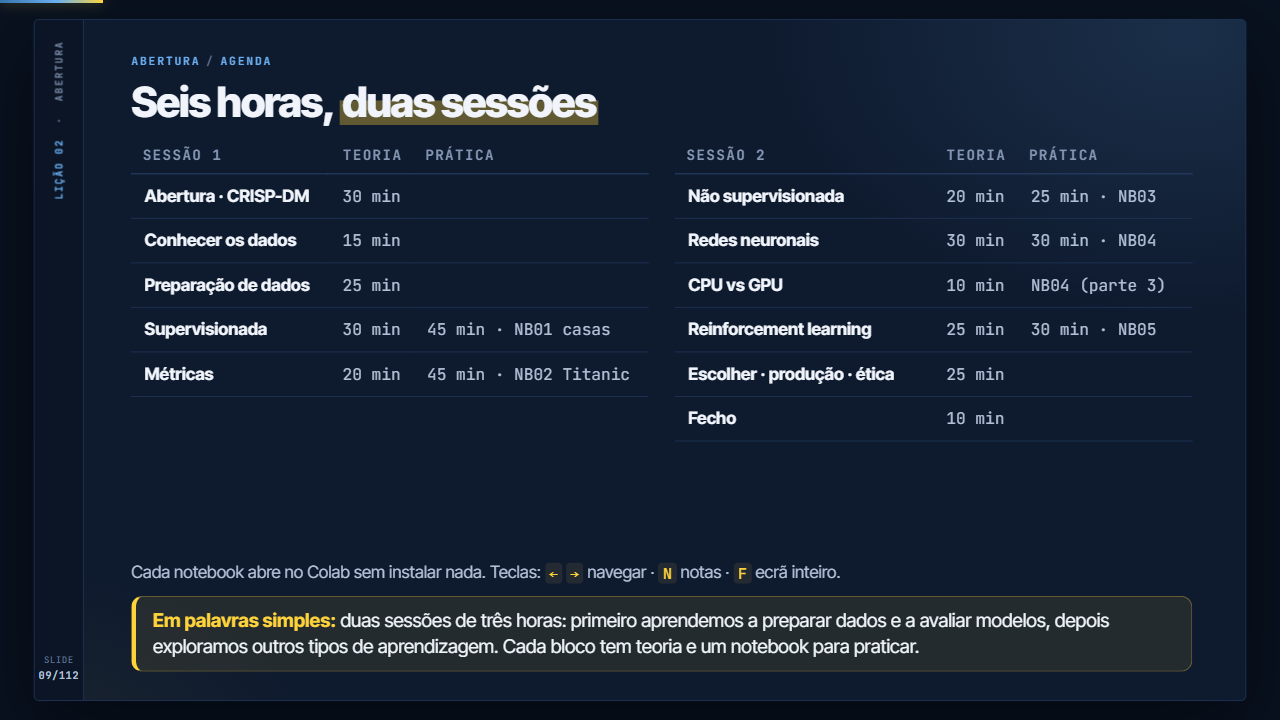 LIÇÃO 02 · ABERTURA
ABERTURA / AGENDA
Seis horas, duas sessões
SESSÃO 1 TEORIA PRÁTICA
Abertura · CRISP-DM 30 min
Conhecer os dados 15 min
Preparação de dados 25 min
Supervisionada 30 min 45 min · NB01 casas
Métricas 20 min 45 min · NB02 Titanic
SESSÃO 2 TEORIA PRÁTICA
Não supervisionada 20 min 25 min · NB03
Redes neuronais 30 min 30 min · NB04
CPU vs GPU 10 min NB04 (parte 3)
Reinforcement learning 25 min 30 min · NB05
Escolher · produção · ética 25 min
Fecho 10 min
Cada notebook abre no Colab sem instalar nada. Teclas: ← → navegar · N notas · F ecrã inteiro.
Em palavras simples: duas sessões de três horas: primeiro aprendemos a preparar dados e a avaliar modelos, depois
exploramos outros tipos de aprendizagem. Cada bloco tem teoria e um notebook para praticar.
SLIDE
09/112